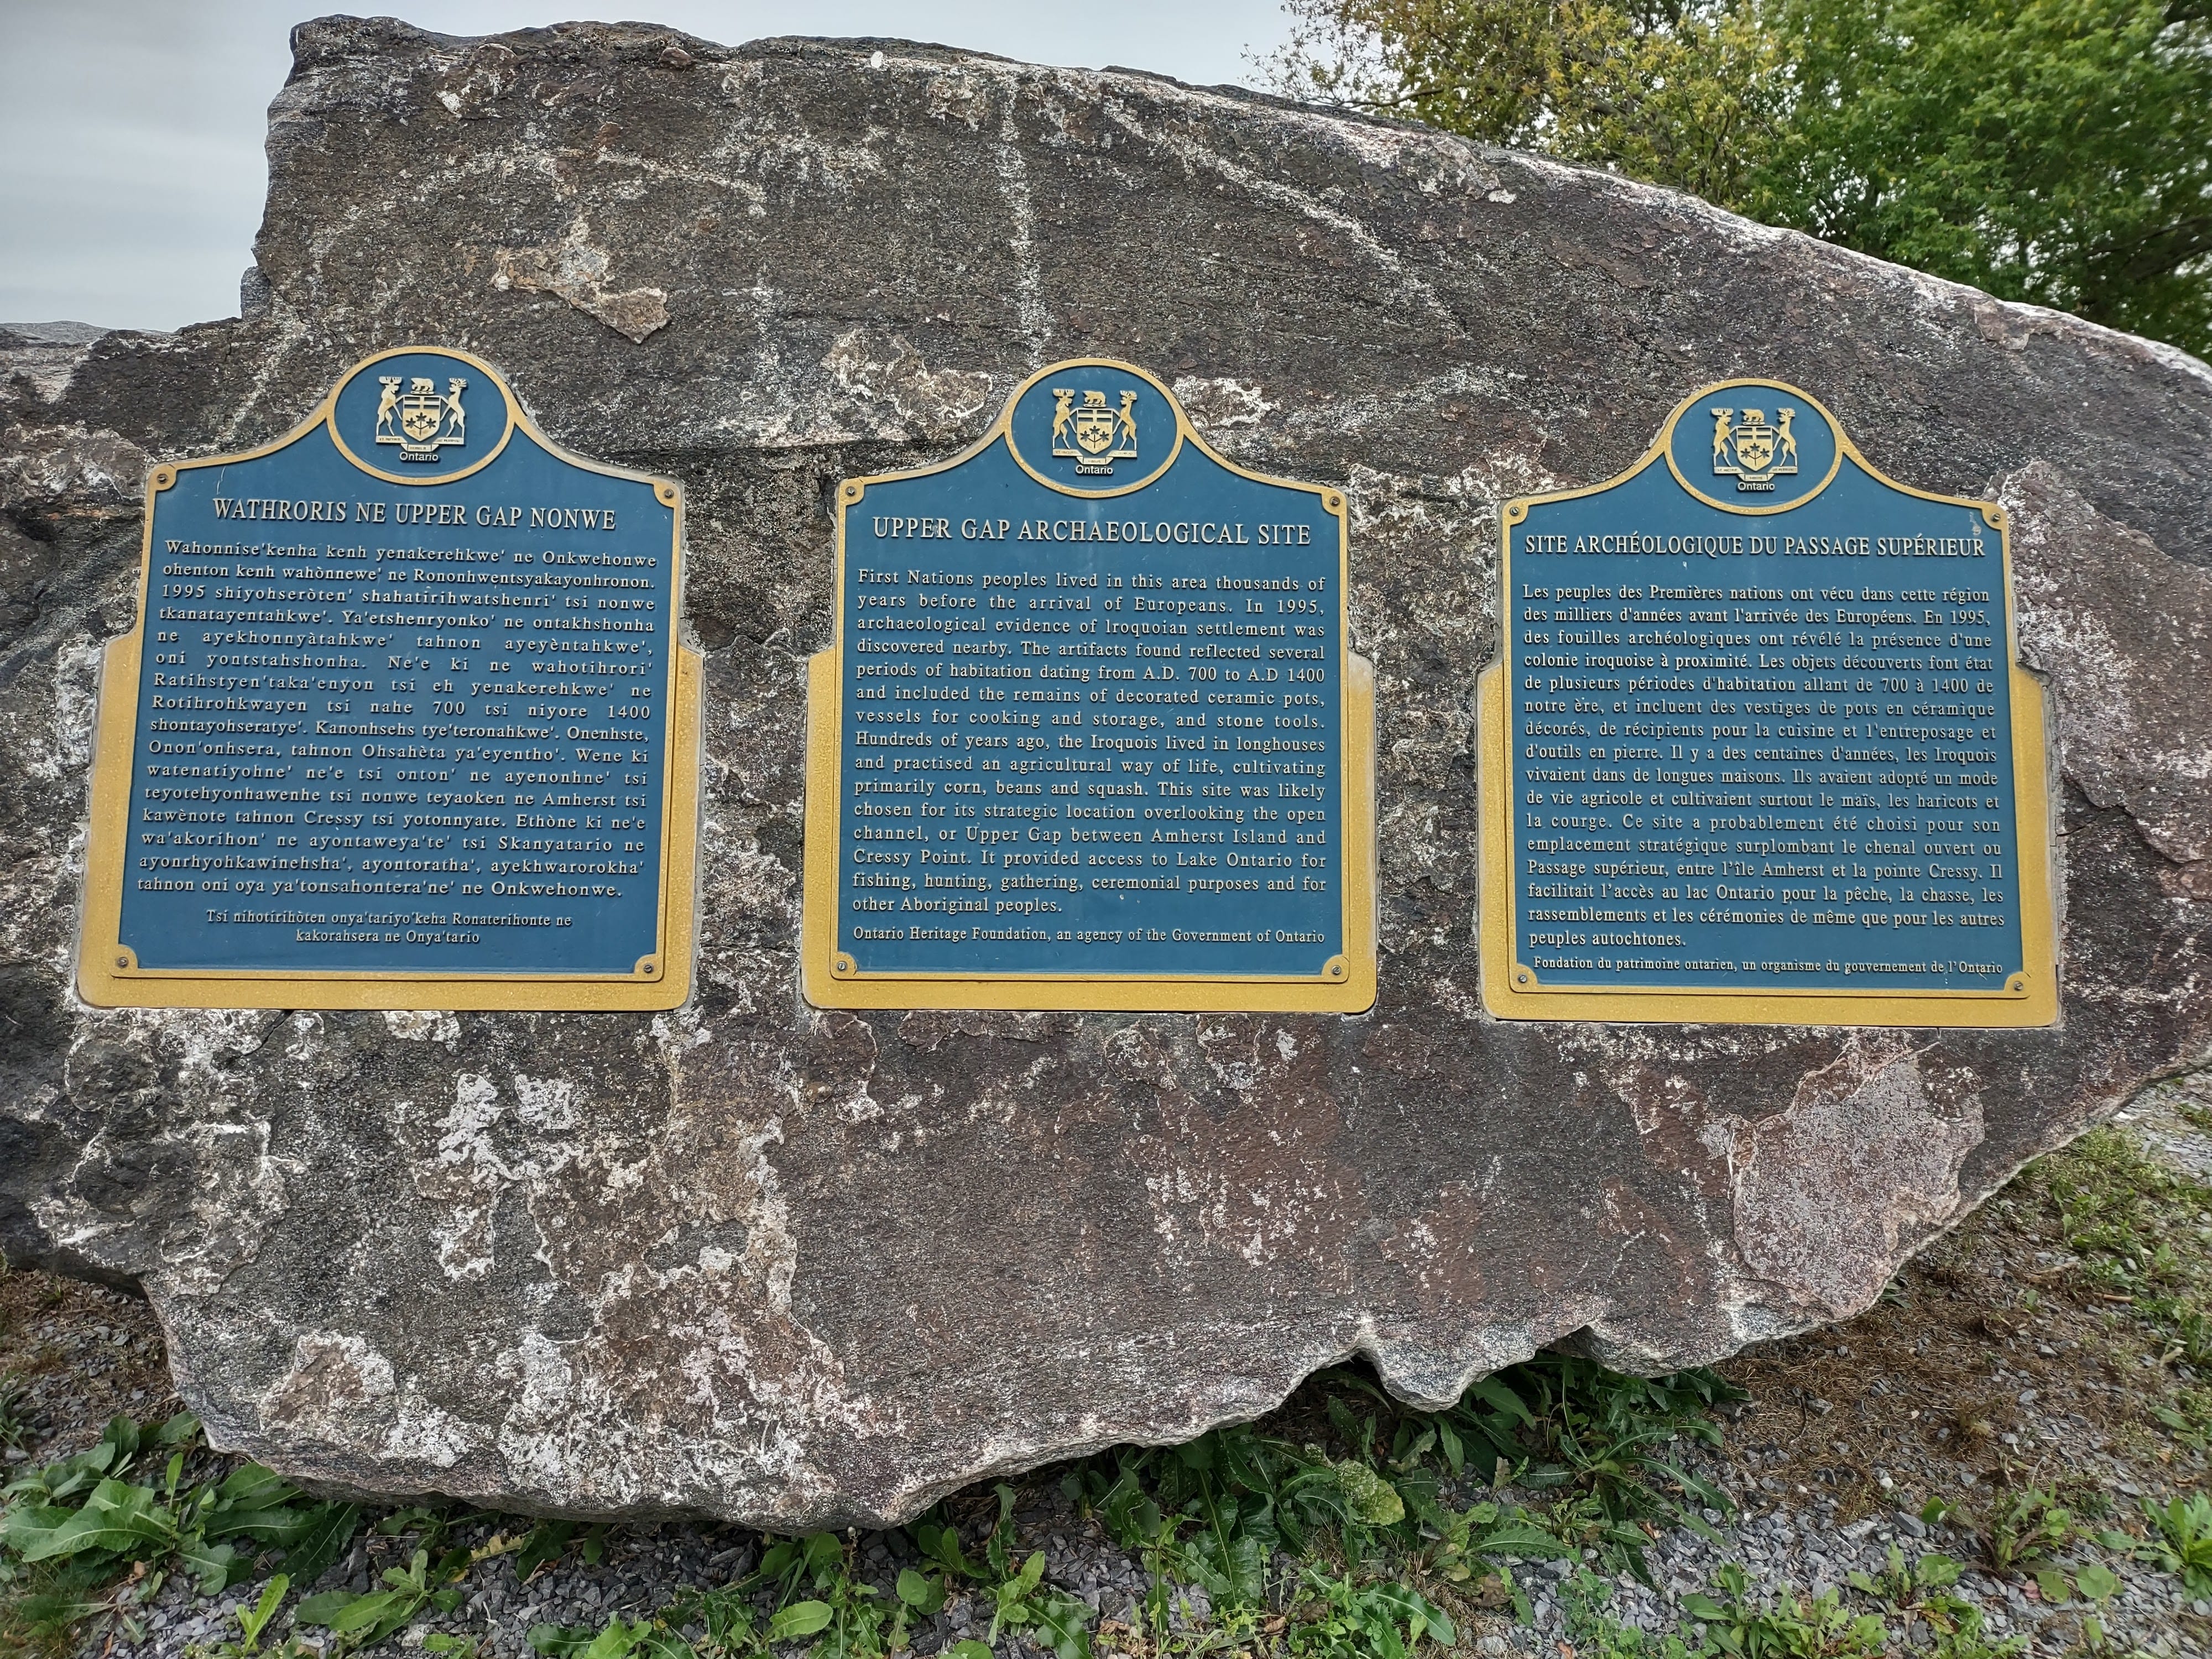 Ontario
WATHRORIS NE UPPER GAP NONWE
Wahonnise'kenha kenh yenakerehkwe' ne Onkwehonwe
ohenton kenh wahònnewe' ne Rononhwentsyakayonhronon.
1995 shiyohseròten' shahatirihwatshenri' tsi nonwe
tkanatayentahkwe'. Ya'etshenryonko' ne ontakhshonha
ne ayekhonnyàtahkwe' tahnon ayeyèntahkwe',
oni yontstahshonha. Ne'e ki ne wahotihrori'
Ratihstyen'taka'enyon tsi eh yenakerehkwe' ne
Rotihrohkwayen tsi nahe 700 tsi niyore 1400
shontayohseratye'. Kanonhsehs tye'teronahkwe'. Onenhste,
Onon'onhsera, tahnon Ohsahèta ya'eyentho'. Wene ki
watenatiyohne' ne'e tsi onton' ne ayenonhne' tsi
teyotehyonhawenhe tsi nonwe teyaoken ne Amherst tsi
kawènote tahnon Cressy tsi yotonnyate. Ethòne ki ne'e
wa'akorihon' ne ayontaweya'te' tsi Skanyatario ne
ayonrhyohkawinehsha', ayontoratha', ayekhwarorokha'
tahnon oni oya ya'tonsahontera'ne' ne Onkwehonwe.
Tsi nihotirihòten onya'tariyo'keha Ronaterihonte ne
kakorahsera ne Onya'tario
Ontario
UPPER GAP ARCHAEOLOGICAL SITE
First Nations peoples lived in this area thousands of
years before the arrival of Europeans. In 1995,
archaeological evidence of Iroquoian settlement was
discovered nearby. The artifacts found reflected several
periods of habitation dating from A.D. 700 to A.D 1400
and included the remains of decorated ceramic pots,
vessels for cooking and storage, and stone tools.
Hundreds of years ago, the Iroquois lived in longhouses
and practised an agricultural way of life, cultivating
primarily corn, beans and squash. This site was likely
chosen for its strategic location overlooking the open
channel, or Upper Gap between Amherst Island and
Cressy Point. It provided access to Lake Ontario for
fishing, hunting, gathering, ceremonial purposes and for
other Aboriginal peoples.
Ontario Heritage Foundation, an agency of the Government of Ontario
Ontario
SITE ARCHÉOLOGIQUE DU PASSAGE SUPÉRIEUR
Les peuples des Premières nations ont vécu dans cette région
des milliers d'années avant l'arrivée des Européens. En 1995,
des fouilles archéologiques ont révélé la présence d'une
colonie iroquoise à proximité. Les objets découverts font état
de plusieurs périodes d'habitation allant de 700 à 1400 de
notre ère, et incluent des vestiges de pots en céramique
décorés, de récipients pour la cuisine et l'entreposage et
d'outils en pierre. Il y a des centaines d'années, les Iroquois
vivaient dans de longues maisons. Ils avaient adopté un mode
de vie agricole et cultivaient surtout le maïs, les haricots et
la courge. Ce site a probablement été choisi pour son
emplacement stratégique surplombant le chenal ouvert ou
Passage supérieur, entre l'île Amherst et la pointe Cressy. Il
facilitait l'accès au lac Ontario pour la pêche, la chasse, les
rassemblements et les cérémonies de même que pour les autres
peuples autochtones.
Fondation du patrimoine ontarien, un organisme du gouvernement de l'Ontario